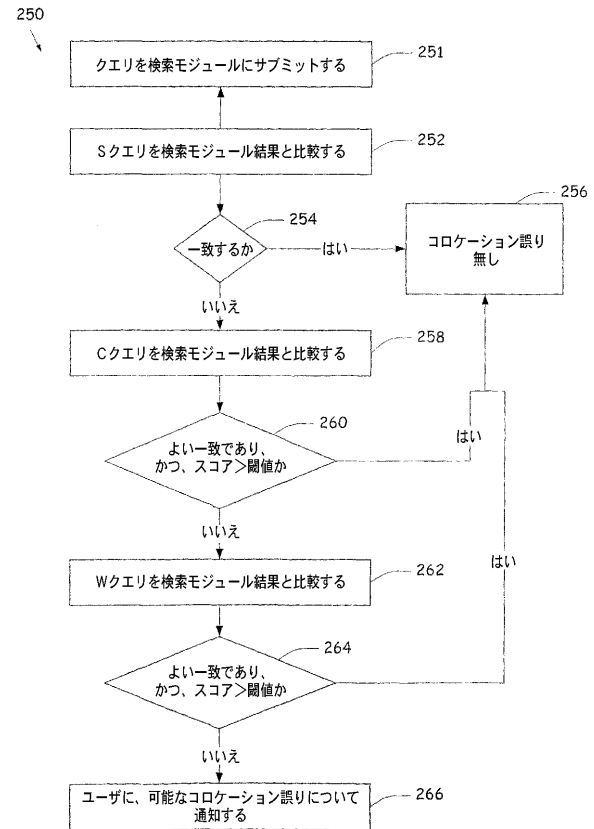 250
クエリを検索モジュールにサブミットする
251
Sクエリを検索モジュール結果と比較する
252
254
256
一致するか
はい
コロケーション誤り
無し
いいえ
Cクエリを検索モジュール結果と比較する
258
260
よい一致であり、
かつ、スコア>閾値か
はい
いいえ
Wクエリを検索モジュール結果と比較する
262
はい
264
よい一致であり、
かつ、スコア>閾値か
いいえ
ユーザに、可能なコロケーション誤りについて
通知する
266